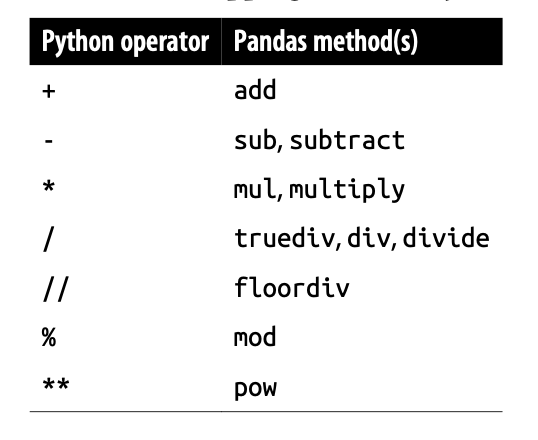 Python operator Pandas method(s)
+ add
- sub, subtract
* mul, multiply
/ truediv, div, divide
// floordiv
% mod
** pow